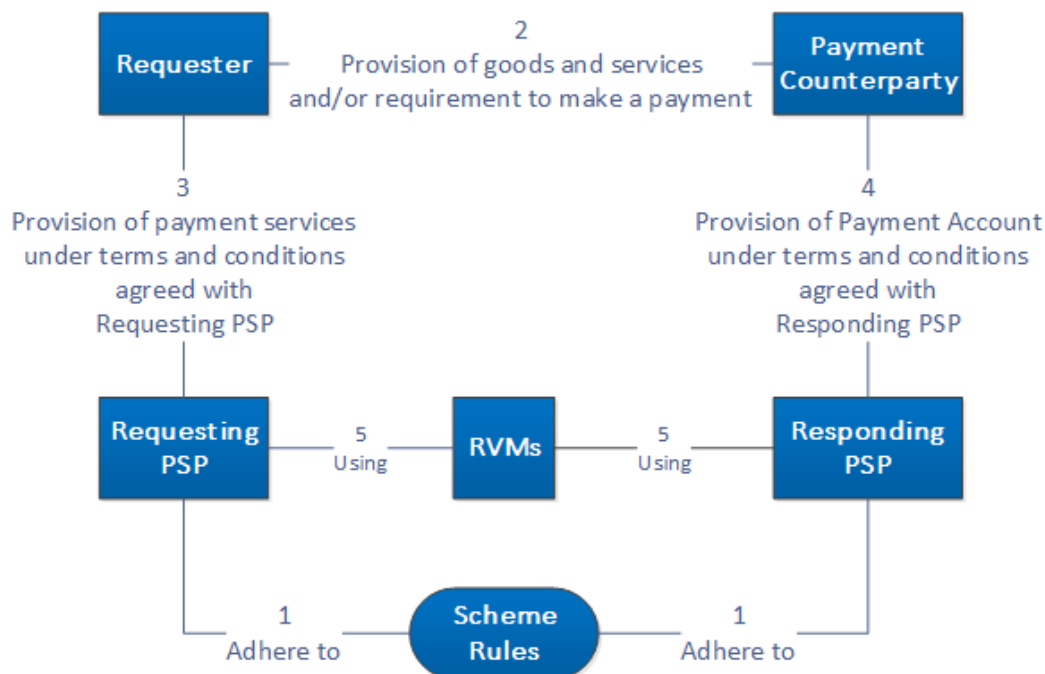 Requester
2
Provision of goods and services
and/or requirement to make a payment
Payment
Counterparty
3
Provision of payment services
under terms and conditions
agreed with
Requesting PSP
4
Provision of Payment Account
under terms and conditions
agreed with
Responding PSP
Requesting
PSP
5
Using
RVMs
5
Using
Responding
PSP
1
Adhere to
Scheme
Rules
1
Adhere to